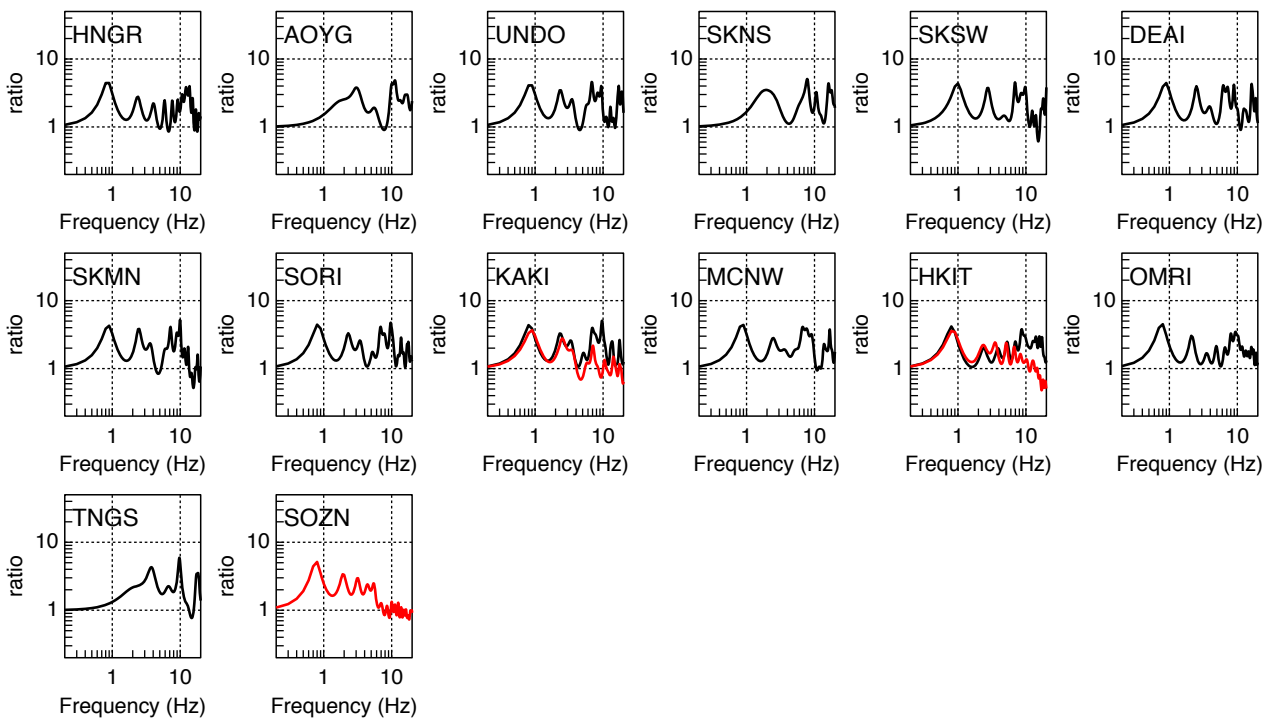 HNGR
10
1
ratio
1 10
Frequency (Hz)
AOYG
10
1
ratio
1 10
Frequency (Hz)
UNDO
10
1
ratio
1 10
Frequency (Hz)
SKNS
10
1
ratio
1 10
Frequency (Hz)
SKSW
10
1
ratio
1 10
Frequency (Hz)
DEAI
10
1
ratio
1 10
Frequency (Hz)
SKMN
10
1
ratio
1 10
Frequency (Hz)
SORI
10
1
ratio
1 10
Frequency (Hz)
KAKI
10
1
ratio
1 10
Frequency (Hz)
MCNW
10
1
ratio
1 10
Frequency (Hz)
HKIT
10
1
ratio
1 10
Frequency (Hz)
OMRI
10
1
ratio
1 10
Frequency (Hz)
TNGS
10
1
ratio
1 10
Frequency (Hz)
SOZN
10
1
ratio
1 10
Frequency (Hz)